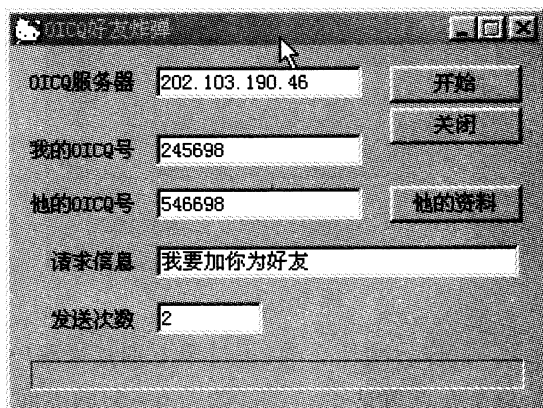 OICQ好友炸弹
OICQ服务器 202.103.190.46 开始
关闭
我的OICQ号 245698
他的OICQ号 546698 他的资料
请求信息 我要加你为好友
发送次数 2